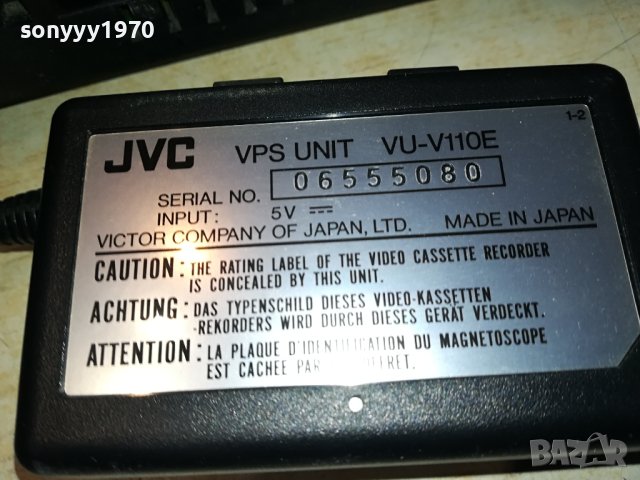 sonyyy1970
1-2
JVC VPS UNIT VU-V110E
SERIAL NO. 06555080
INPUT: 5V ⎓
VICTOR COMPANY OF JAPAN, LTD. MADE IN JAPAN
CAUTION : THE RATING LABEL OF THE VIDEO CASSETTE RECORDER
IS CONCEALED BY THIS UNIT.
ACHTUNG : DAS TYPENSCHILD DIESES VIDEO-KASSETTEN
-REKORDERS WIRD DURCH DIESES GERÄT VERDECKT.
ATTENTION : LA PLAQUE D'IDENTIFICATION DU MAGNETOSCOPE
EST CACHEE PAR
BAZAR